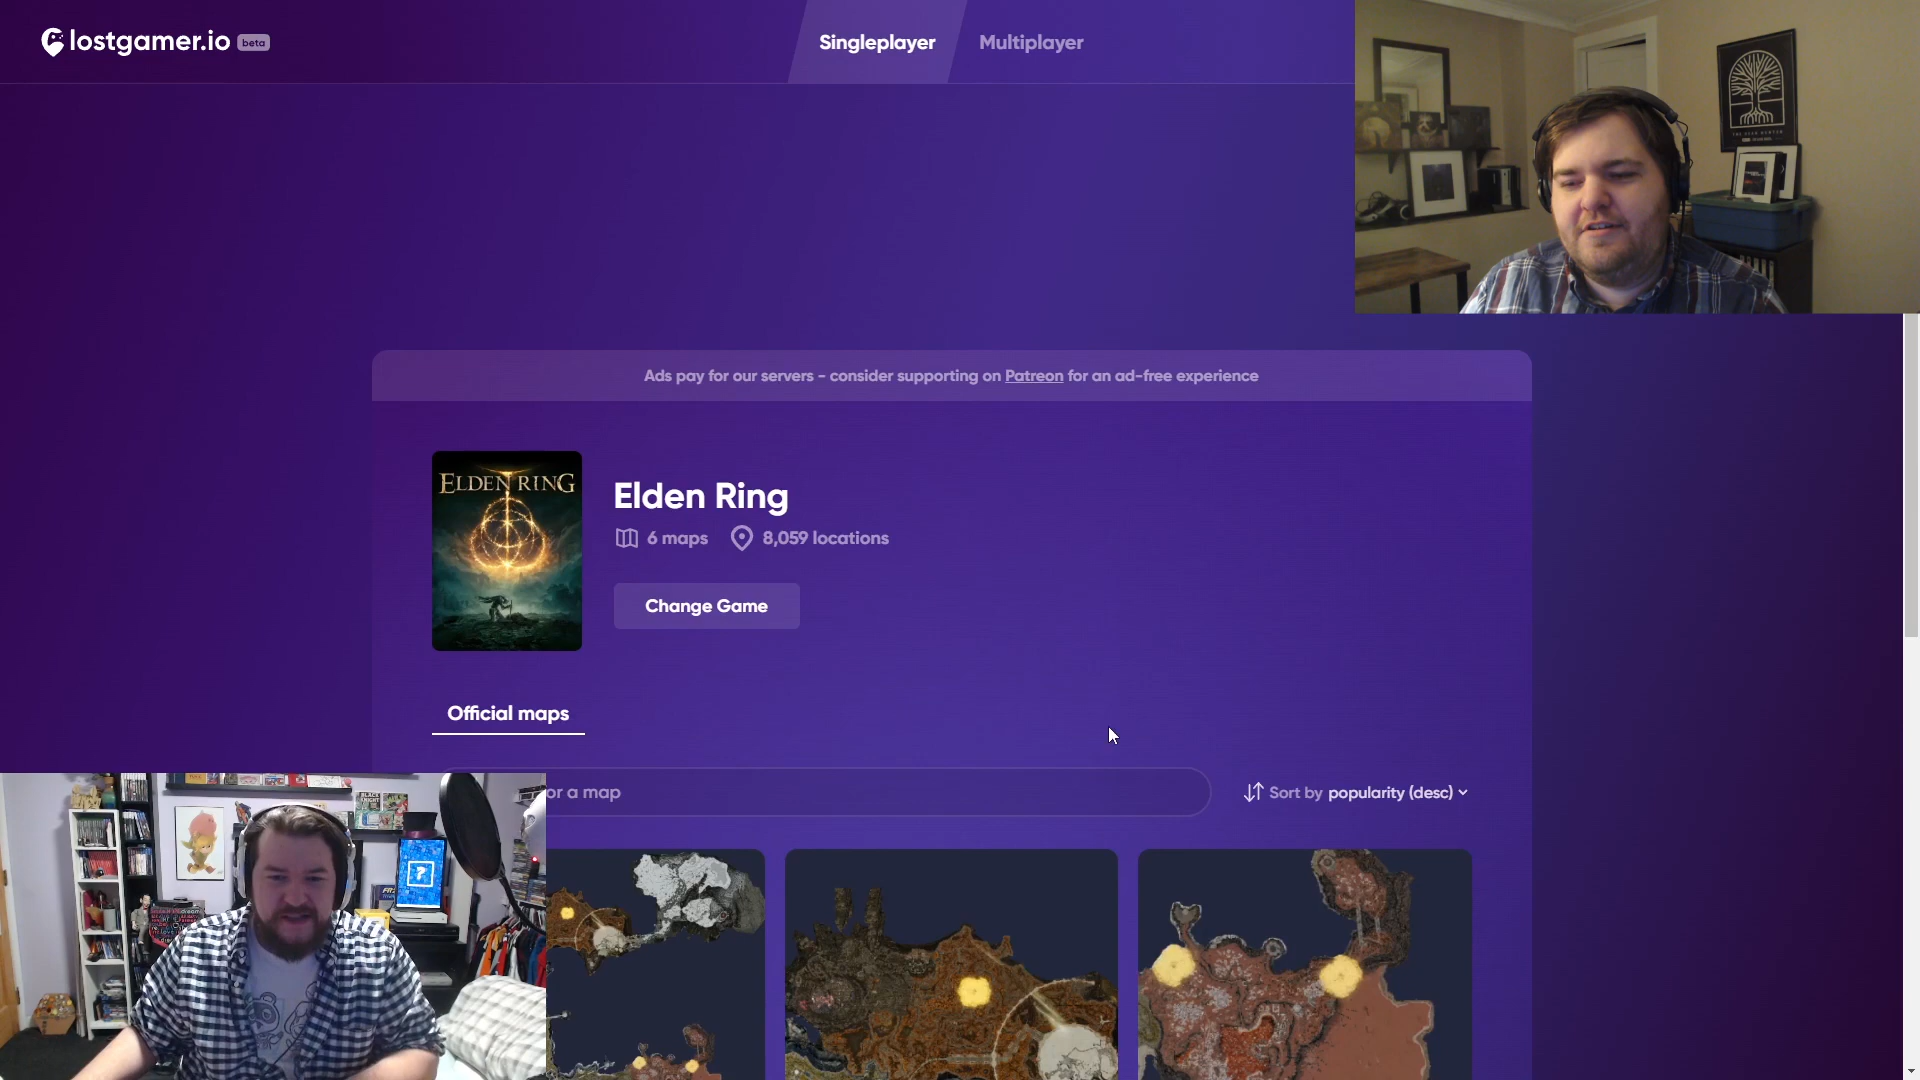 lostgamer.io beta
Singleplayer
Multiplayer
Ads pay for our servers - consider supporting on Patreon for an ad-free experience
ELDEN RING
Elden Ring
6 maps
8,059 locations
Change Game
Official maps
or a map
Sort by popularity (desc)
?